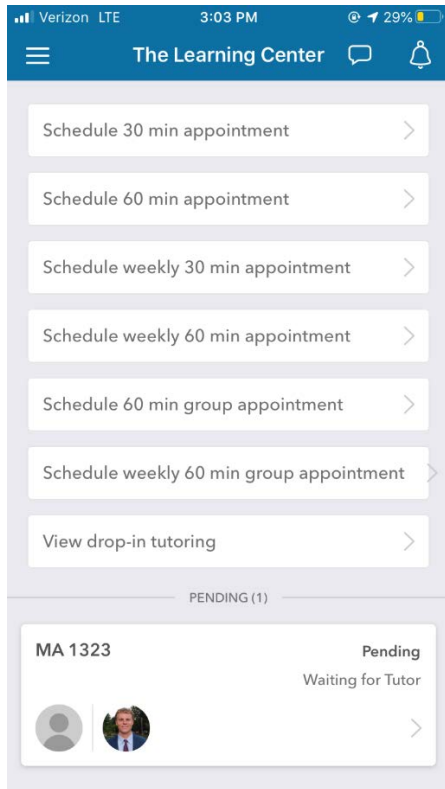 Verizon LTE 3:03 PM 29%
The Learning Center
Schedule 30 min appointment
Schedule 60 min appointment
Schedule weekly 30 min appointment
Schedule weekly 60 min appointment
Schedule 60 min group appointment
Schedule weekly 60 min group appointment
View drop-in tutoring
PENDING (1)
MA 1323 Pending
Waiting for Tutor